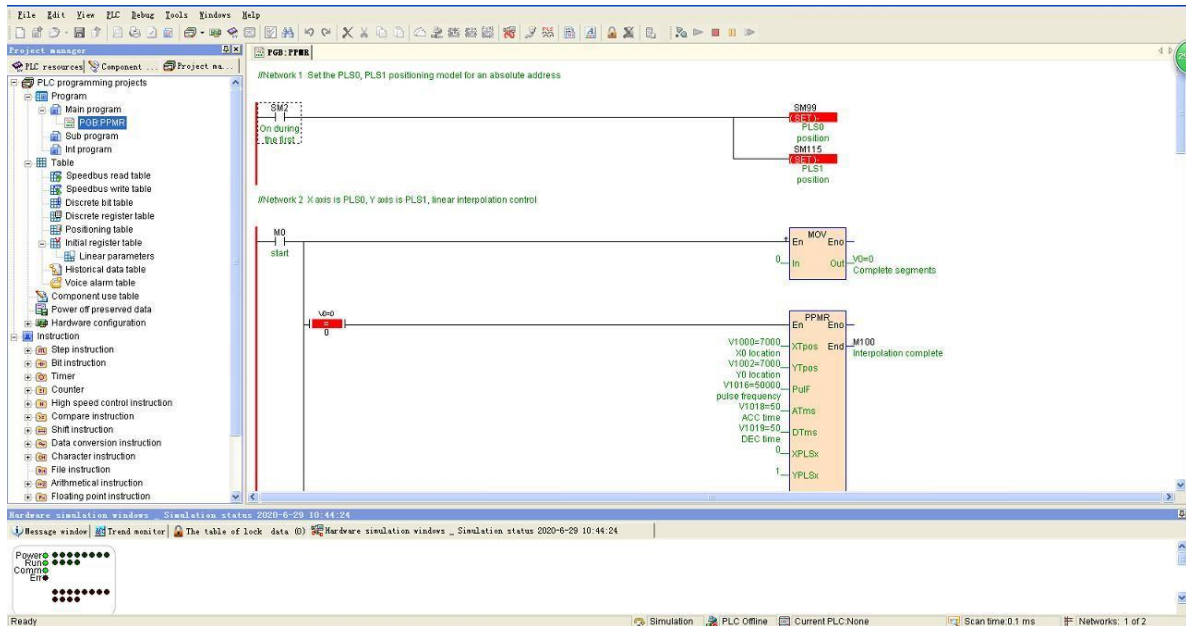 File Edit View PLC Debug Tools Windows Help
Project manager
PGB:PPMR
PLC resources Component ... Project na...
PLC programming projects
Program
Main program
PGB:PPMR
Sub program
Int program
Table
Speedbus read table
Speedbus write table
Discrete bit table
Discrete register table
Positioning table
Initial register table
Linear parameters
Historical data table
Voice alarm table
Component use table
Power off preserved data
Hardware configuration
Instruction
Step instruction
Bit instruction
Timer
Counter
High speed control instruction
Compare instruction
Shift instruction
Data conversion instruction
Character instruction
File instruction
Arithmetical instruction
Floating point instruction
//Network 1 Set the PLS0, PLS1 positioning model for an absolute address
SM2
On during
the first
SM99
(SET)
PLS0
position
SM115
(SET)
PLS1
position
//Network 2 X axis is PLS0, Y axis is PLS1, linear interpolation control
M0
start
MOV
En Eno
0 In Out V0=0
Complete segments
V0=0
=
0
PPMR
En Eno
V1000=7000 XTpos End M100
X0 location Interpolation complete
V1002=7000 YTpos
Y0 location
V1016=50000 PulF
pulse frequency
V1018=50 ATms
ACC time
V1019=50 DTms
DEC time
0 XPLSx
1 YPLSx
Hardware simulation windows _ Simulation status 2020-6-29 10:44:24
Message window Trend monitor The table of lock data (0) Hardware simulation windows _ Simulation status 2020-6-29 10:44:24
Power
Run
Comm
Err
Ready Simulation PLC Offline Current PLC:None Scan time:0.1 ms Networks: 1 of 2